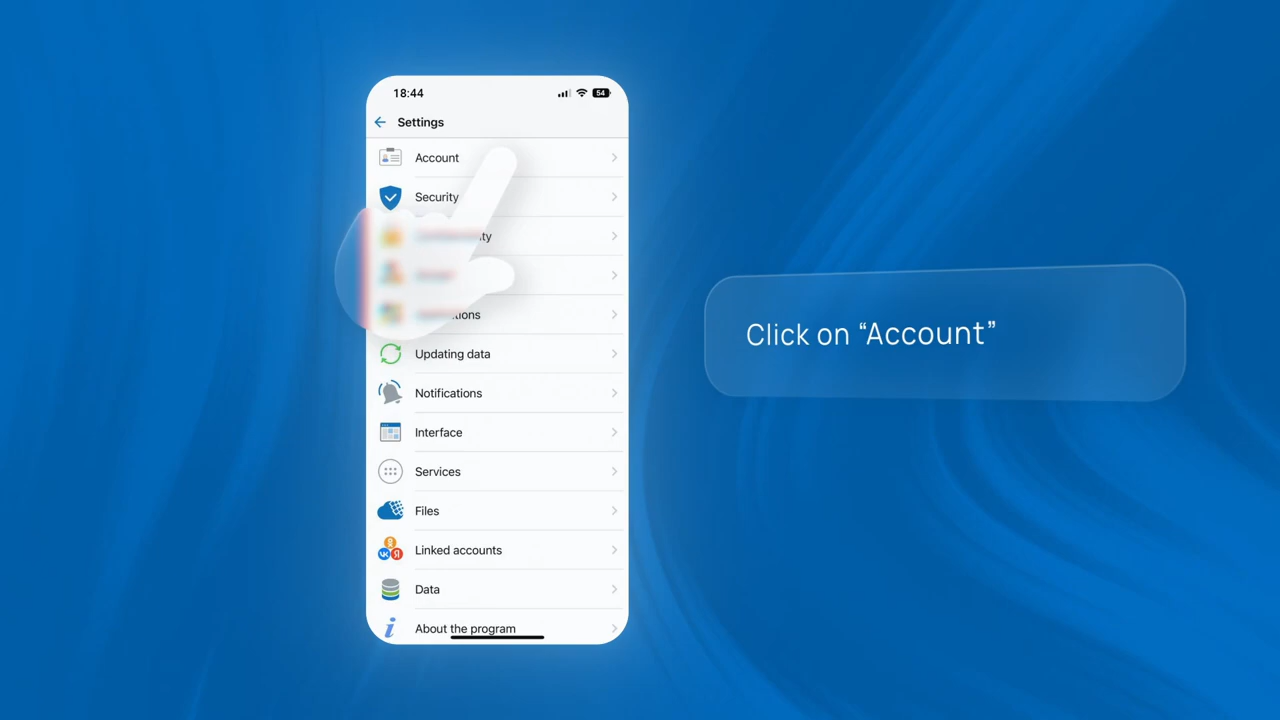 18:44
54
Settings
Account
Security
Updating data
Notifications
Interface
Services
Files
Linked accounts
Data
About the program
Click on “Account”